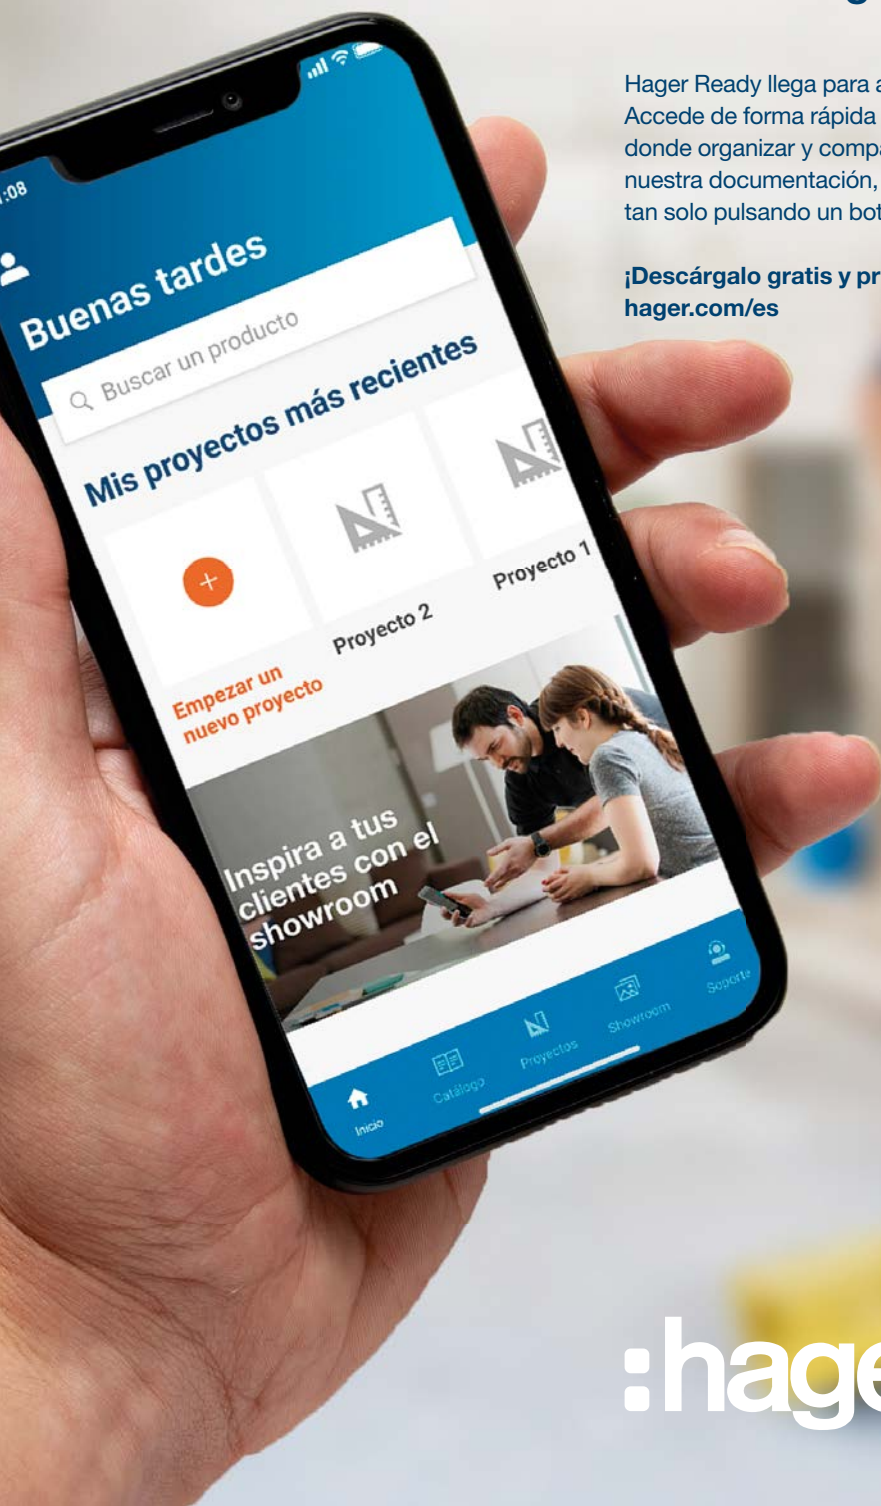 Hager Ready llega para a
Accede de forma rápida
donde organizar y compa
nuestra documentación,
tan solo pulsando un bot
¡Descárgalo gratis y pr
hager.com/es
:08
Buenas tardes
Buscar un producto
Mis proyectos más recientes
Empezar un
nuevo proyecto
Proyecto 2
Proyecto 1
Inspira a tus
clientes con el
showroom
Inicio
Catálogo
Proyectos
Showroom
Soporte
:hage